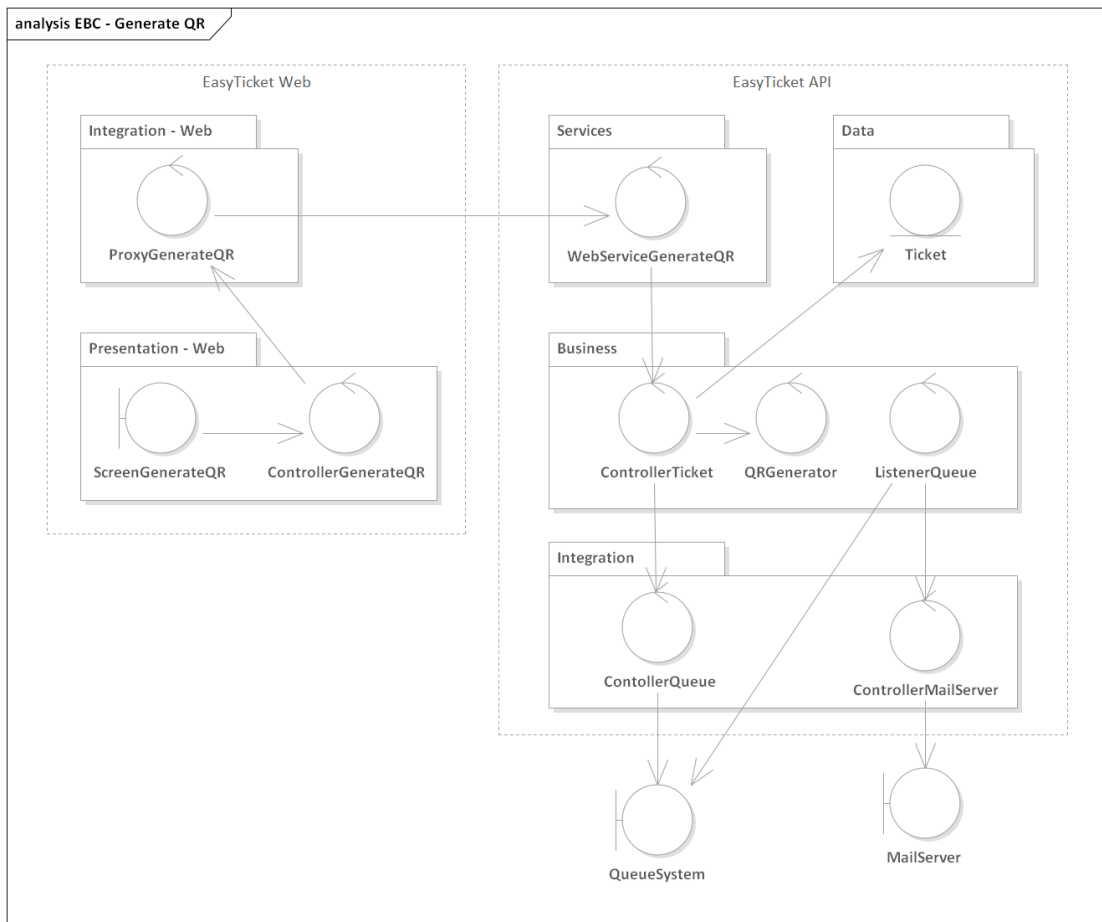 analysis EBC - Generate QR
EasyTicket Web
EasyTicket API
Integration - Web
Services
Data
ProxyGenerateQR
WebServiceGenerateQR
Ticket
Presentation - Web
Business
ScreenGenerateQR
ControllerGenerateQR
ControllerTicket
QRGenerator
ListenerQueue
Integration
ContollerQueue
ControllerMailServer
QueueSystem
MailServer